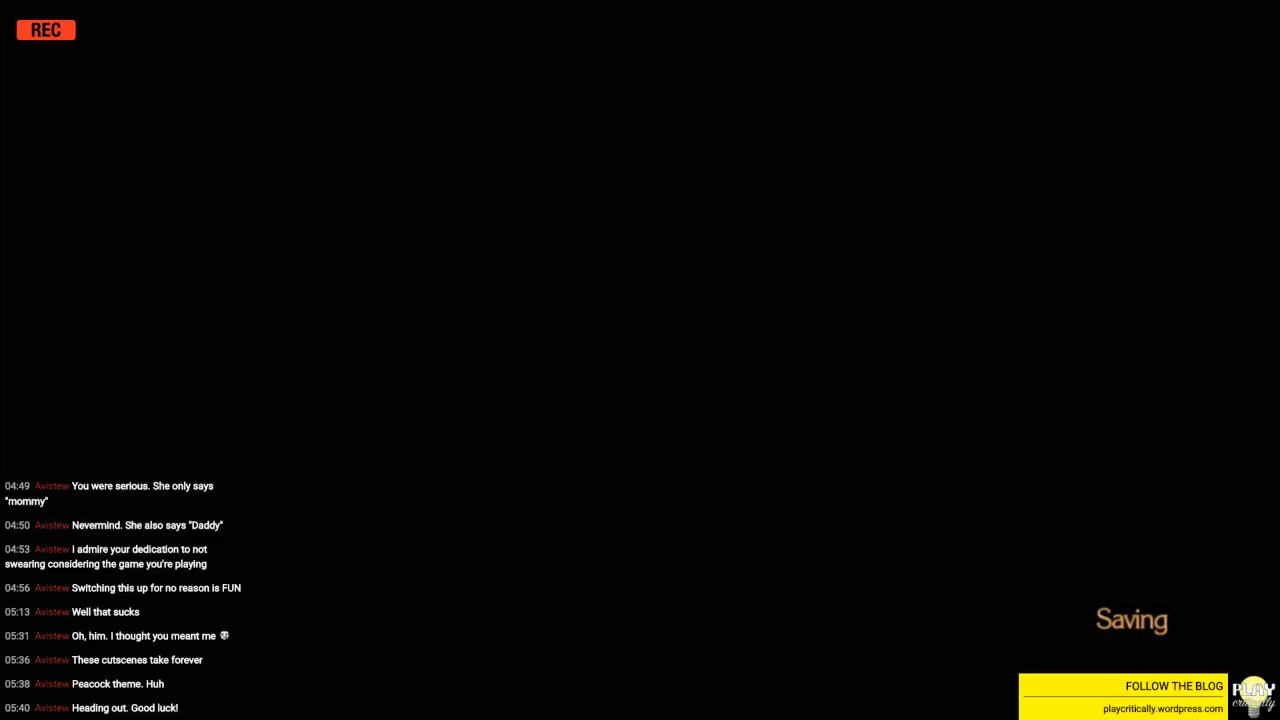 REC
04:49 Avistew You were serious. She only says
"mommy"
04:50 Avistew Nevermind. She also says "Daddy"
04:53 Avistew I admire your dedication to not
swearing considering the game you're playing
04:56 Avistew Switching this up for no reason is FUN
05:13 Avistew Well that sucks
05:31 Avistew Oh, him. I thought you meant me
05:36 Avistew These cutscenes take forever
05:38 Avistew Peacock theme. Huh
05:40 Avistew Heading out. Good luck!
Saving
FOLLOW THE BLOG
playcritically.wordpress.com
PLAY
critically